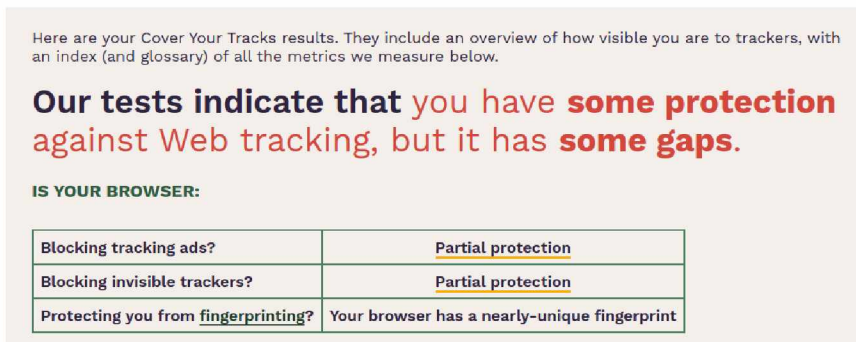 Here are your Cover Your Tracks results. They include an overview of how visible you are to trackers, with
an index (and glossary) of all the metrics we measure below.
Our tests indicate that you have some protection
against Web tracking, but it has some gaps.
IS YOUR BROWSER:
Blocking tracking ads? Partial protection
Blocking invisible trackers? Partial protection
Protecting you from fingerprinting? Your browser has a nearly-unique fingerprint